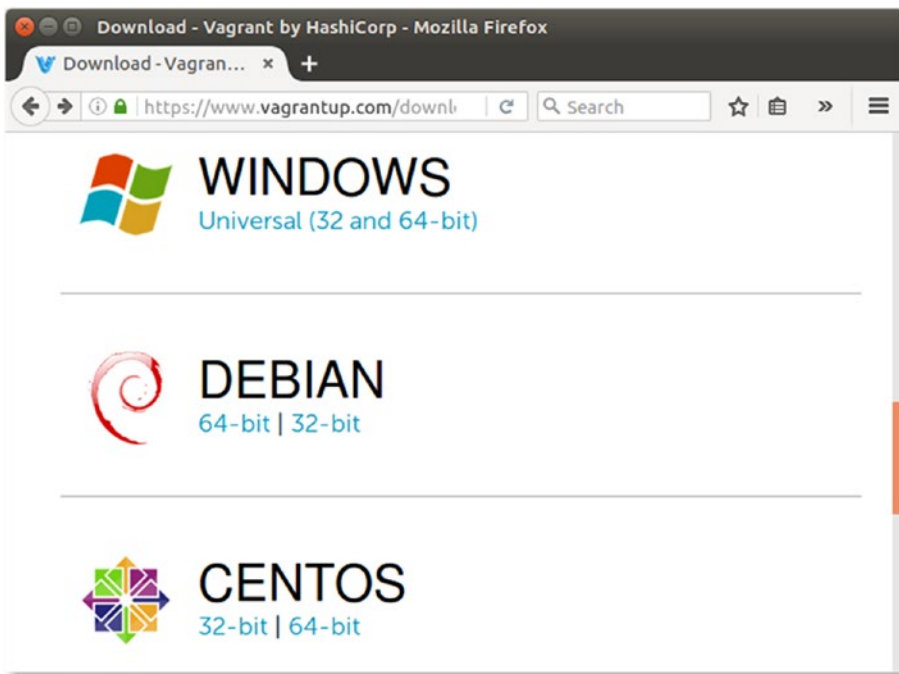 Download - Vagrant by HashiCorp - Mozilla Firefox
Download - Vagran... × +
https://www.vagrantup.com/downl
Search
WINDOWS
Universal (32 and 64-bit)
DEBIAN
64-bit | 32-bit
CENTOS
32-bit | 64-bit